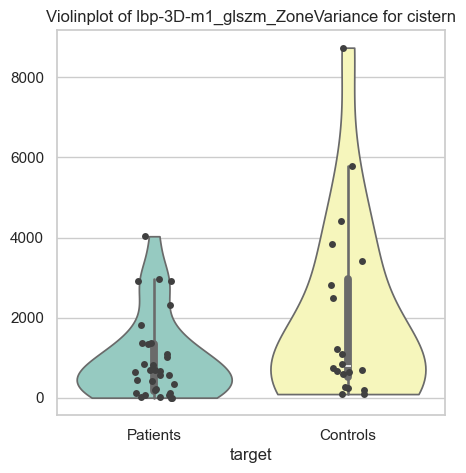 Violinplot of lbp-3D-m1_glszm_ZoneVariance for cistern
8000
6000
4000
2000
0
Patients
Controls
target